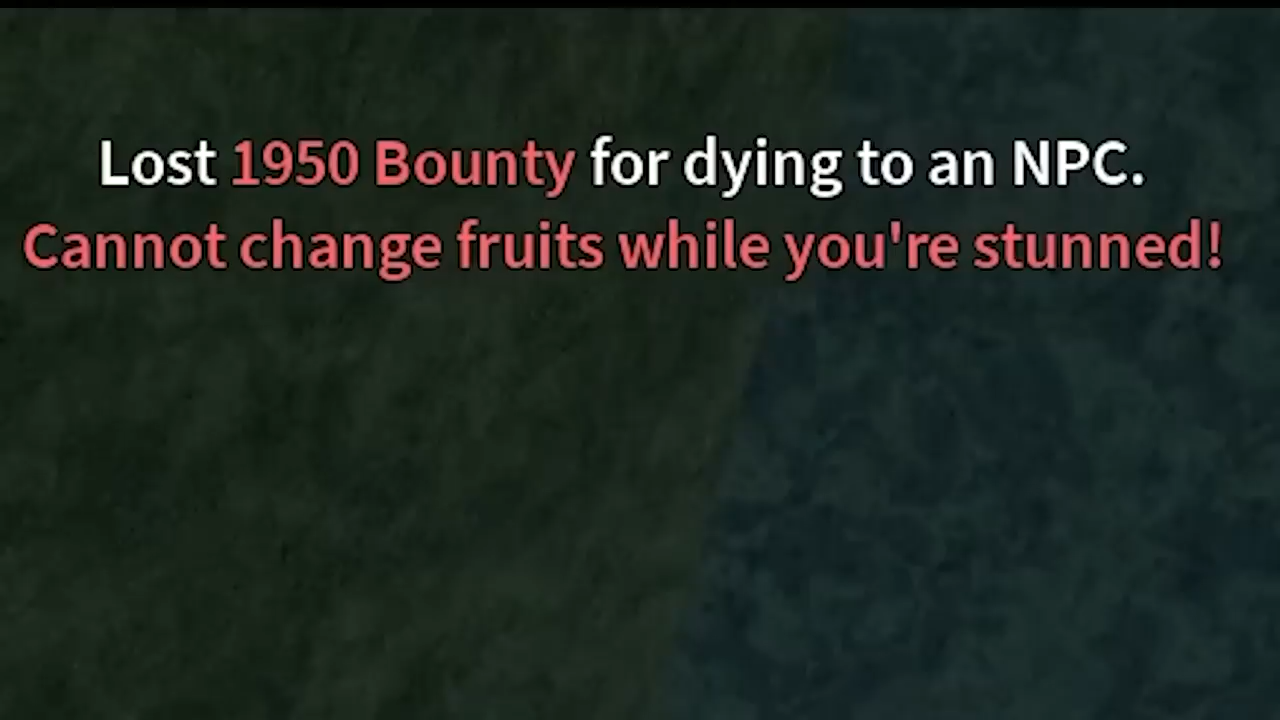 Lost 1950 Bounty for dying to an NPC.
Cannot change fruits while you're stunned!